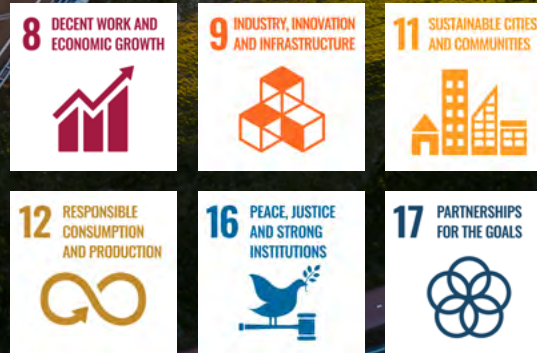 8 DECENT WORK AND
ECONOMIC GROWTH
9 INDUSTRY, INNOVATION
AND INFRASTRUCTURE
11 SUSTAINABLE CITIES
AND COMMUNITIES
12 RESPONSIBLE
CONSUMPTION
AND PRODUCTION
16 PEACE, JUSTICE
AND STRONG
INSTITUTIONS
17 PARTNERSHIPS
FOR THE GOALS